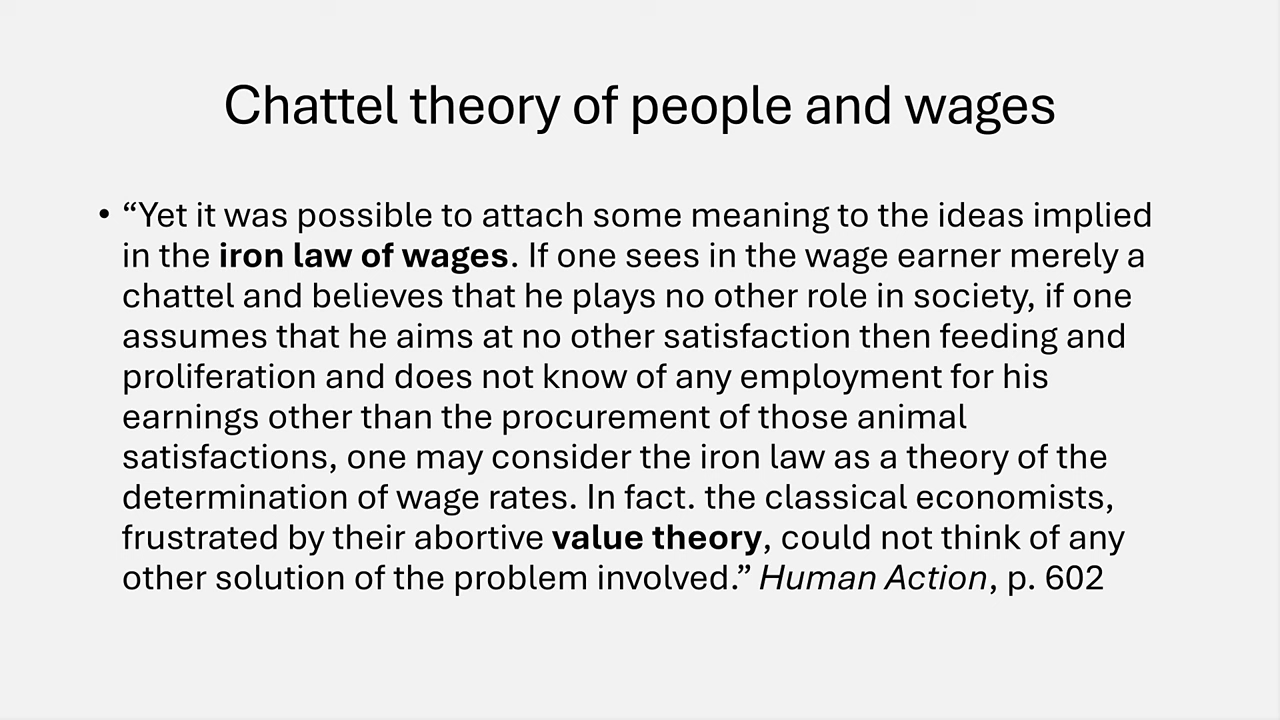 Chattel theory of people and wages
• “Yet it was possible to attach some meaning to the ideas implied
in the iron law of wages. If one sees in the wage earner merely a
chattel and believes that he plays no other role in society, if one
assumes that he aims at no other satisfaction then feeding and
proliferation and does not know of any employment for his
earnings other than the procurement of those animal
satisfactions, one may consider the iron law as a theory of the
determination of wage rates. In fact. the classical economists,
frustrated by their abortive value theory, could not think of any
other solution of the problem involved.” Human Action, p. 602